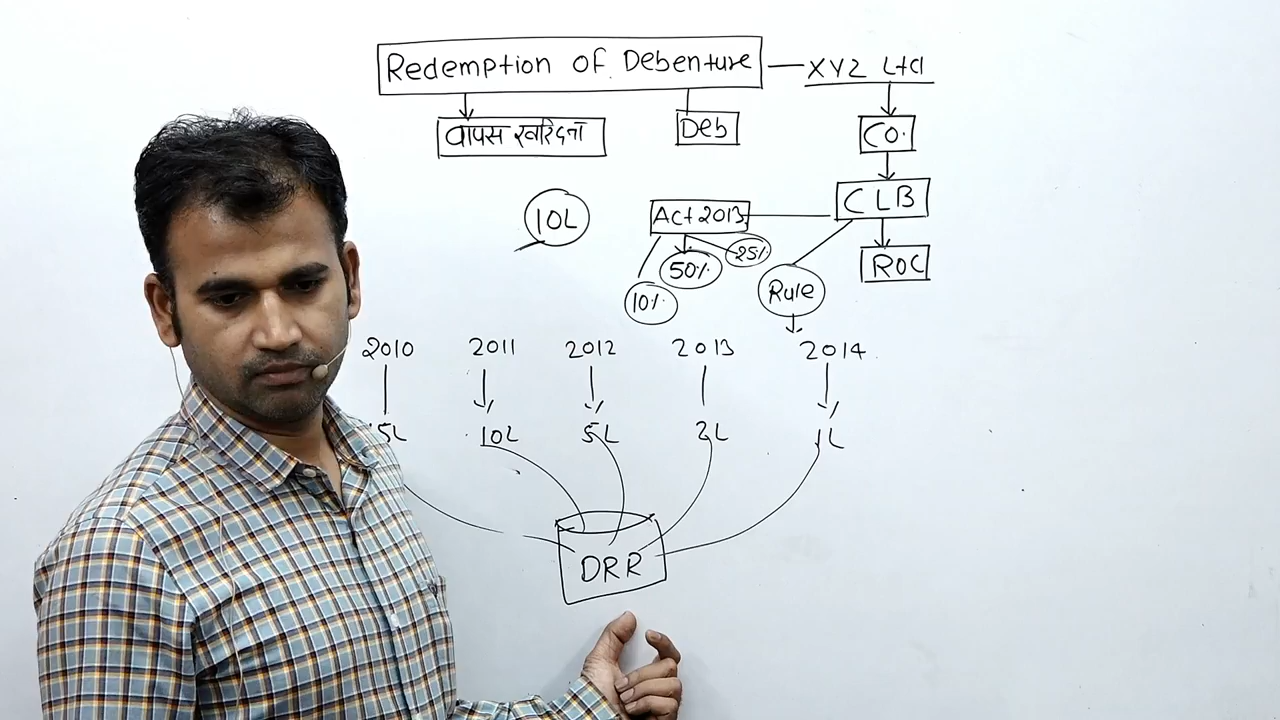 Redemption of Debenture
XYZ Ltd
वापस खरिदना
Deb
Co.
CLB
10L
Act 2013
ROC
25%
50%
10%
Rule
2010 2011 2012 2013 2014
5L 10L 5L 3L 1L
DRR